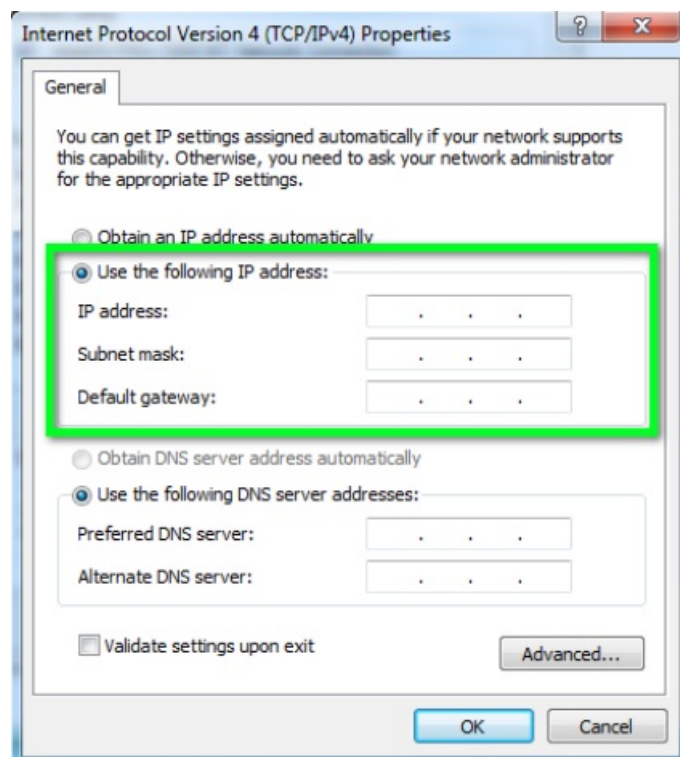 Internet Protocol Version 4 (TCP/IPv4) Properties
General
You can get IP settings assigned automatically if your network supports
this capability. Otherwise, you need to ask your network administrator
for the appropriate IP settings.
Obtain an IP address automatically
Use the following IP address:
IP address: . . .
Subnet mask: . . .
Default gateway: . . .
Obtain DNS server address automatically
Use the following DNS server addresses:
Preferred DNS server: . . .
Alternate DNS server: . . .
Validate settings upon exit
Advanced...
OK Cancel